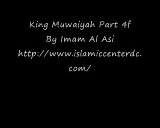 King Muwaiyah Part 4f
By Imam Al Asi
http://www.islamiccenterdc.
com/